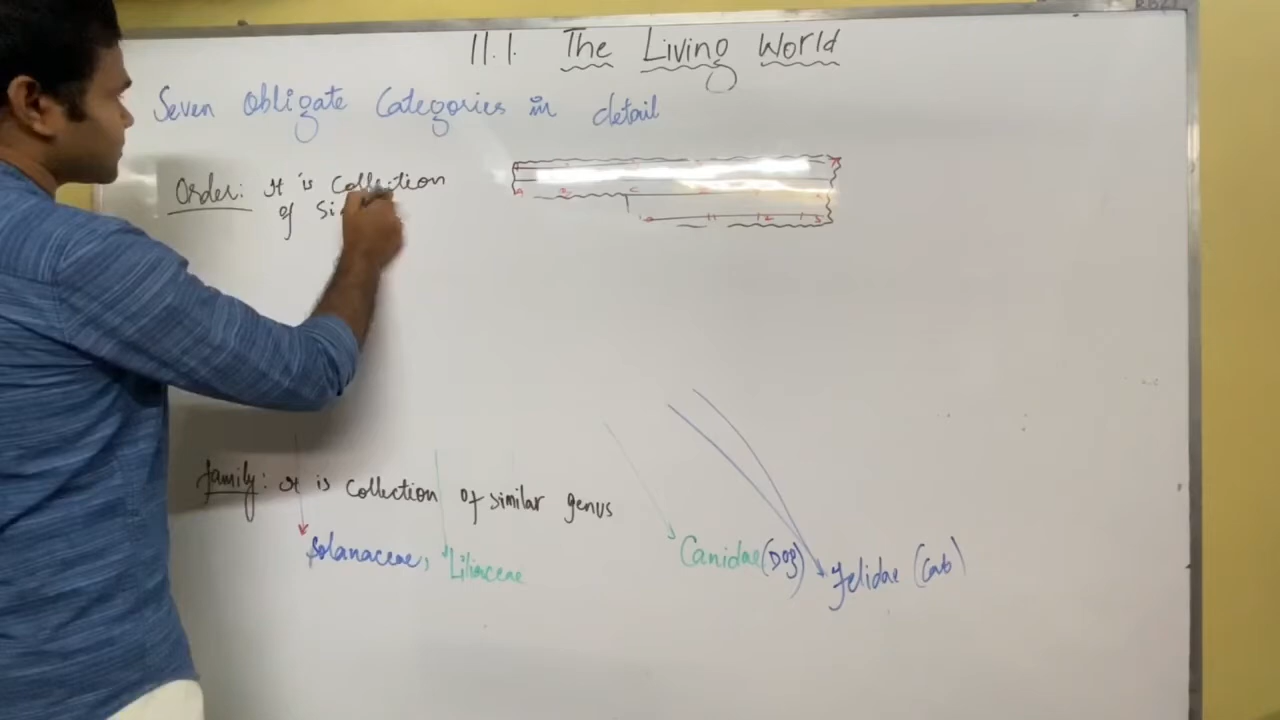 11.1. The Living World
Seven Obligate Categories in detail
Order: It is Collection
of Si
family: It is Collection of similar genus
Solanaceae, Liliaceae
Canidae (Dog)
Felidae (Cat)